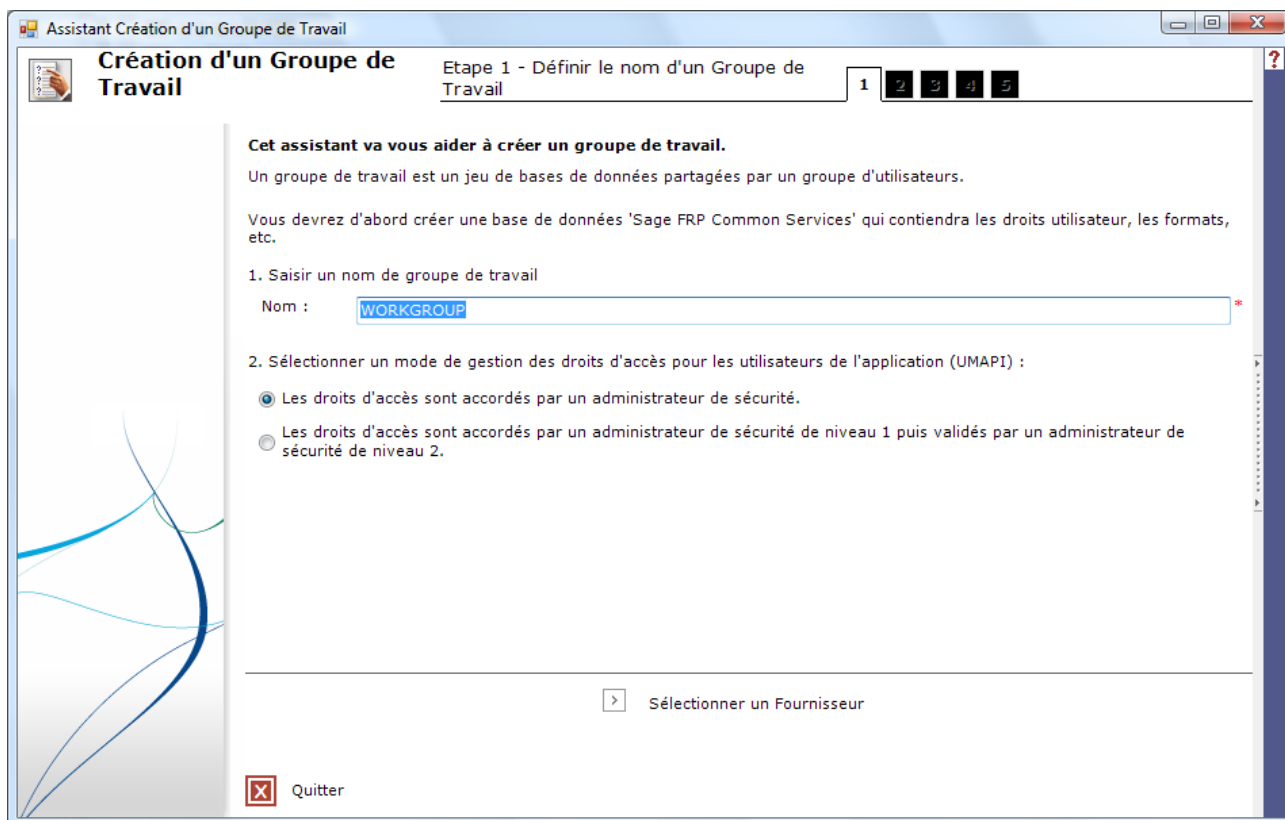 Assistant Création d'un Groupe de Travail
Création d'un Groupe de
Travail
Etape 1 - Définir le nom d'un Groupe de
Travail
1 2 3 4 5
?
Cet assistant va vous aider à créer un groupe de travail.
Un groupe de travail est un jeu de bases de données partagées par un groupe d'utilisateurs.
Vous devrez d'abord créer une base de données 'Sage FRP Common Services' qui contiendra les droits utilisateur, les formats,
etc.
1. Saisir un nom de groupe de travail
Nom : WORKGROUP *
2. Sélectionner un mode de gestion des droits d'accès pour les utilisateurs de l'application (UMAPI) :
Les droits d'accès sont accordés par un administrateur de sécurité.
Les droits d'accès sont accordés par un administrateur de sécurité de niveau 1 puis validés par un administrateur de
sécurité de niveau 2.
> Sélectionner un Fournisseur
X Quitter